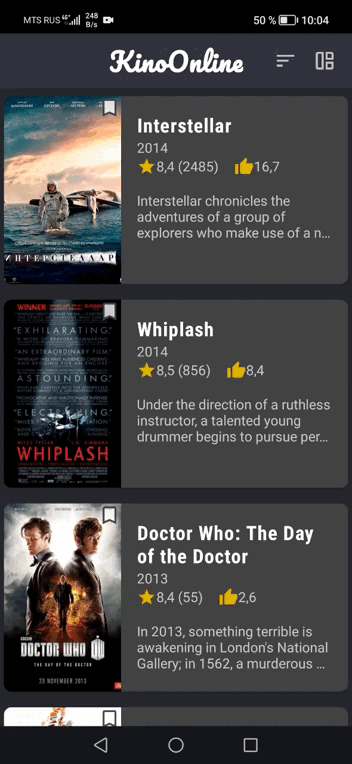 MTS RUS 4G 248 B/s 50 % 10:04
KinoOnline
Interstellar
2014
8,4 (2485) 16,7
Interstellar chronicles the
adventures of a group of
explorers who make use of a n...
ИНТЕРСТЕЛЛАР
Whiplash
2014
8,5 (856) 8,4
Under the direction of a ruthless
instructor, a talented young
drummer begins to pursue per...
WINNER
"EXHILARATING."
ASTOUNDING
WHIPLASH
Doctor Who: The Day
of the Doctor
2013
8,4 (55) 2,6
In 2013, something terrible is
awakening in London's National
Gallery; in 1562, a murderous ...
BBC
DOCTOR WHO
THE DAY OF THE DOCTOR
23 NOVEMBER 2013